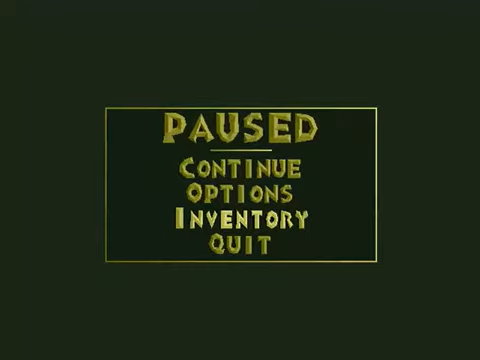 PAUSED
CONTINUE
OPTIONS
INVENTORY
QUIT